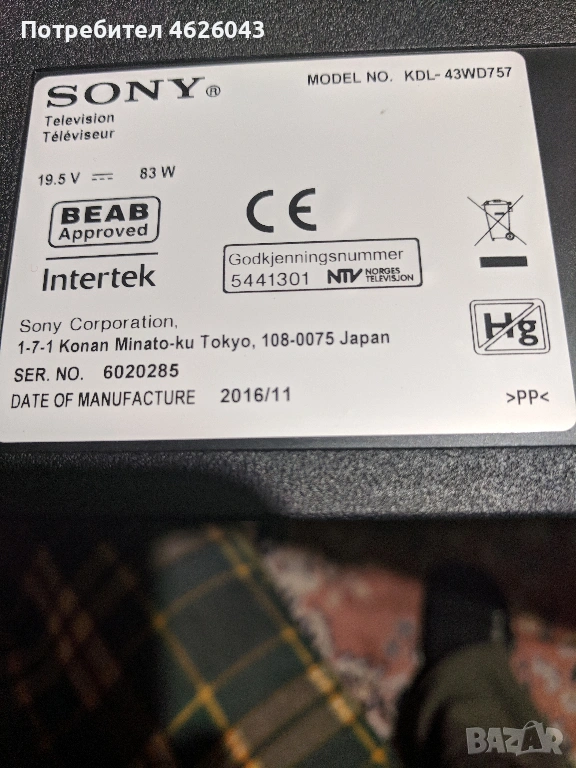 Потребител 4626043
SONY®
MODEL NO. KDL-43WD757
Television
Téléviseur
19.5 V 83 W
BEAB
Approved
CE
Intertek
Godkjenningsnummer
5441301 NTV NORGES
TELEVISJON
Hg
Sony Corporation,
1-7-1 Konan Minato-ku Tokyo, 108-0075 Japan
SER. NO. 6020285
DATE OF MANUFACTURE 2016/11
>PP<
BAZAR